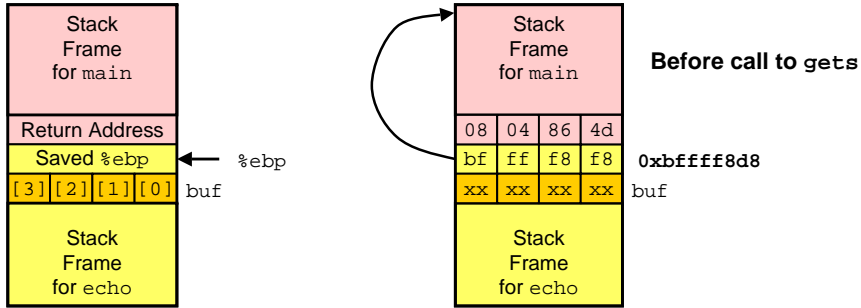 Stack
Frame
for main
Return Address
Saved %ebp
%ebp
[3] [2] [1] [0]
buf
Stack
Frame
for echo
Stack
Frame
for main
Before call to gets
08 04 86 4d
bf ff f8 f8
0xbffff8d8
xx xx xx xx
buf
Stack
Frame
for echo